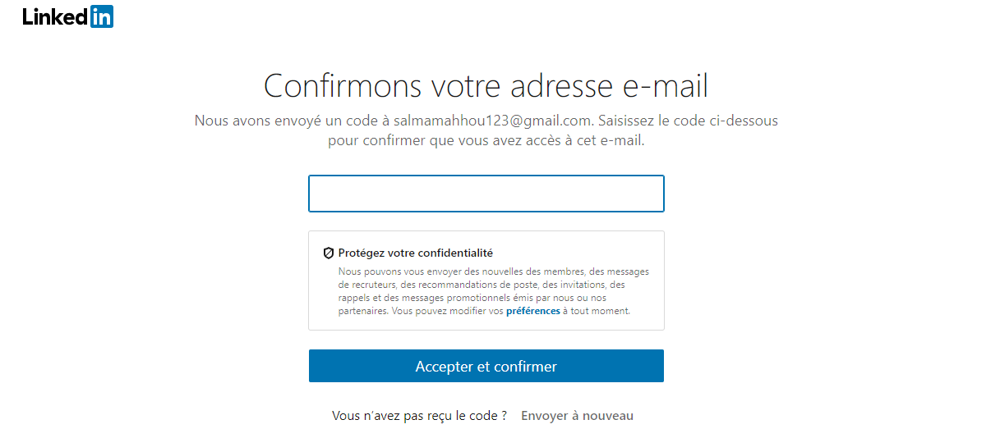 LinkedIn
Confirmons votre adresse e-mail
Nous avons envoyé un code à salmamahhou123@gmail.com. Saisissez le code ci-dessous
pour confirmer que vous avez accès à cet e-mail.
Protégez votre confidentialité
Nous pouvons vous envoyer des nouvelles des membres, des messages
de recruteurs, des recommandations de poste, des invitations, des
rappels et des messages promotionnels émis par nous ou nos
partenaires. Vous pouvez modifier vos préférences à tout moment.
Accepter et confirmer
Vous n’avez pas reçu le code ? Envoyer à nouveau